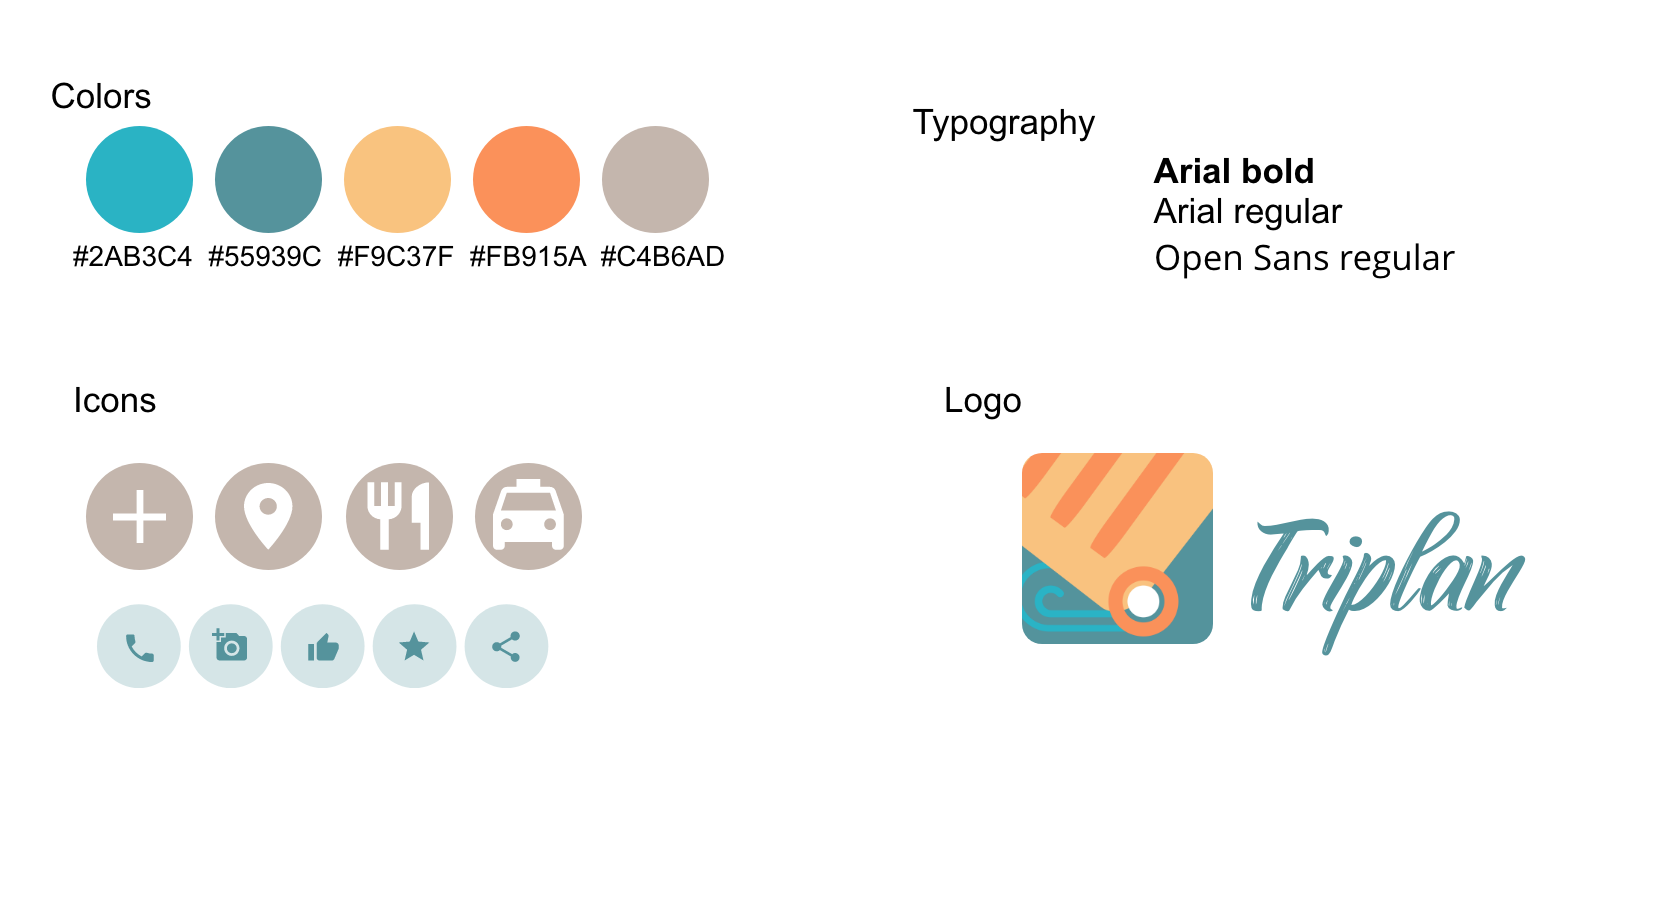 Colors
#2AB3C4 #55939C #F9C37F #FB915A #C4B6AD
Typography
Arial bold
Arial regular
Open Sans regular
Icons
Logo
Triplan